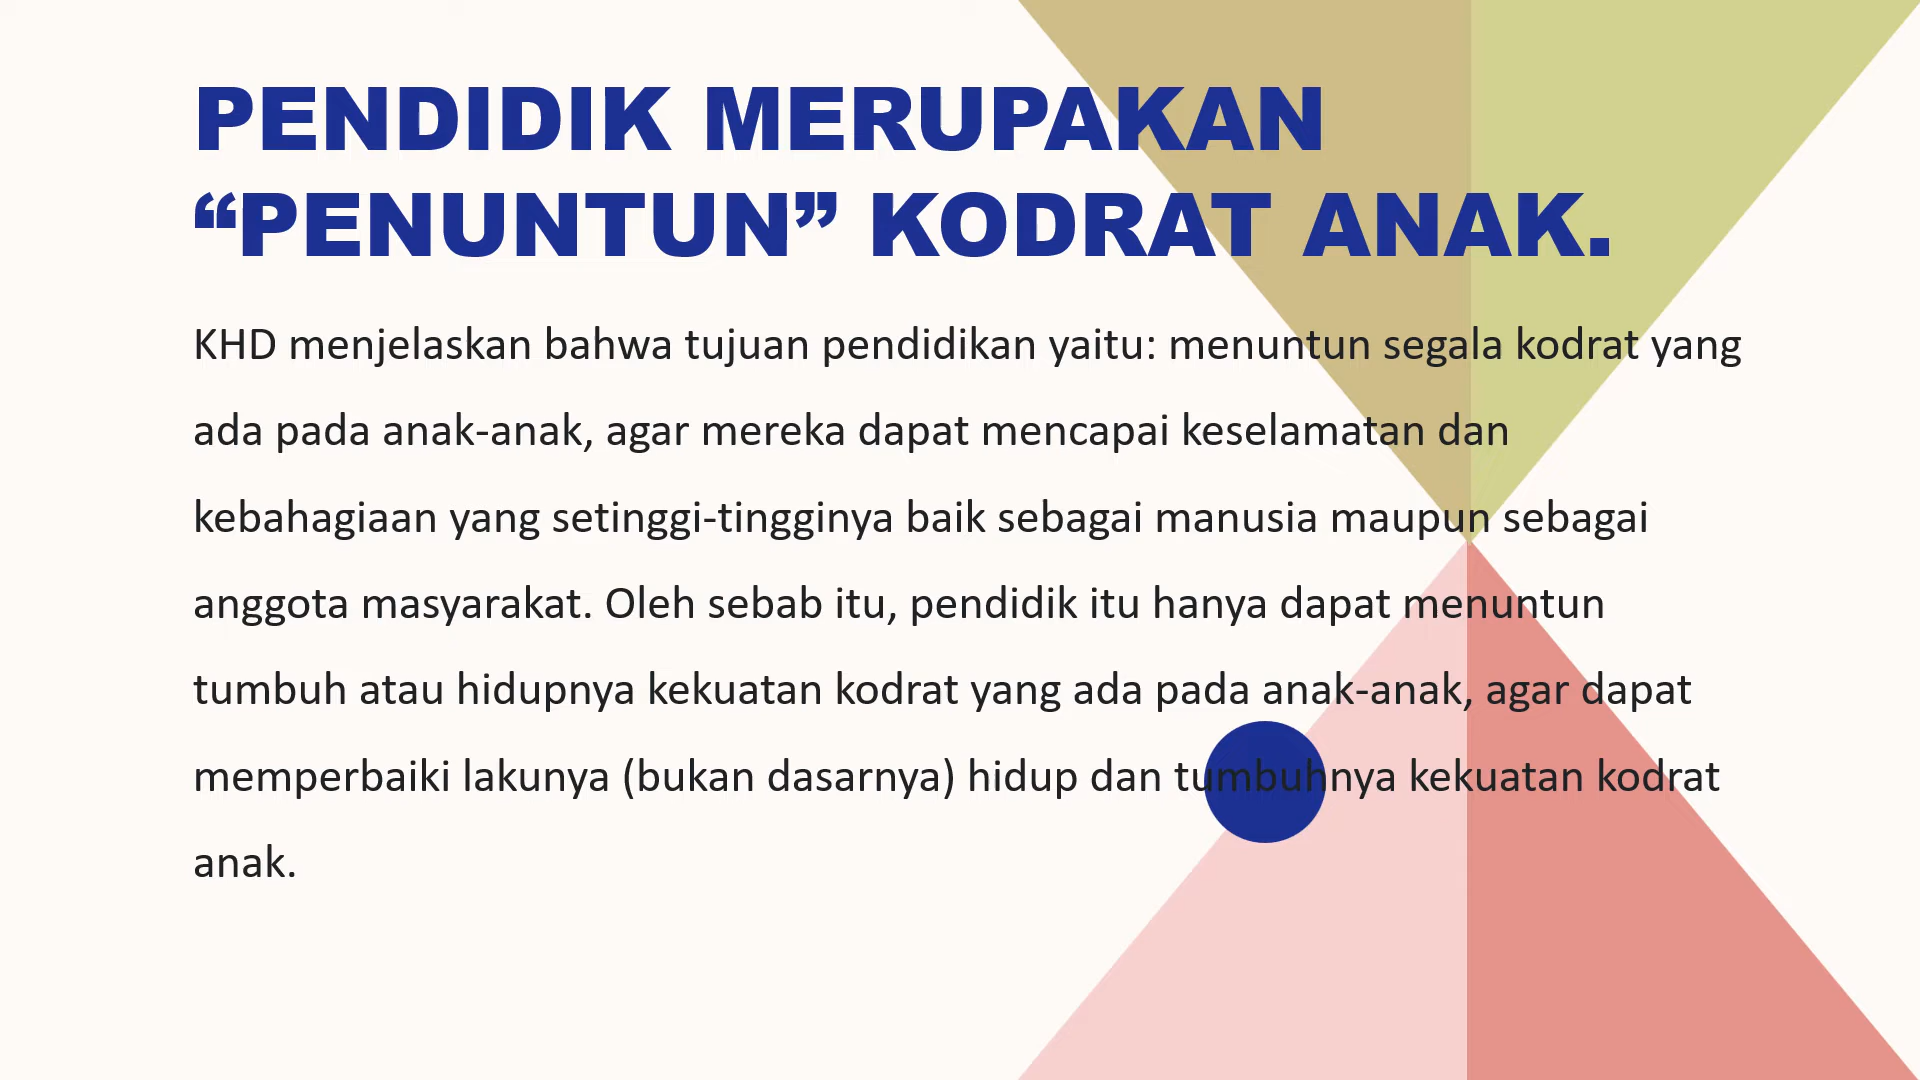 PENDIDIK MERUPAKAN
“PENUNTUN” KODRAT ANAK.
KHD menjelaskan bahwa tujuan pendidikan yaitu: menuntun segala kodrat yang
ada pada anak-anak, agar mereka dapat mencapai keselamatan dan
kebahagiaan yang setinggi-tingginya baik sebagai manusia maupun sebagai
anggota masyarakat. Oleh sebab itu, pendidik itu hanya dapat menuntun
tumbuh atau hidupnya kekuatan kodrat yang ada pada anak-anak, agar dapat
memperbaiki lakunya (bukan dasarnya) hidup dan tumbuhnya kekuatan kodrat
anak.